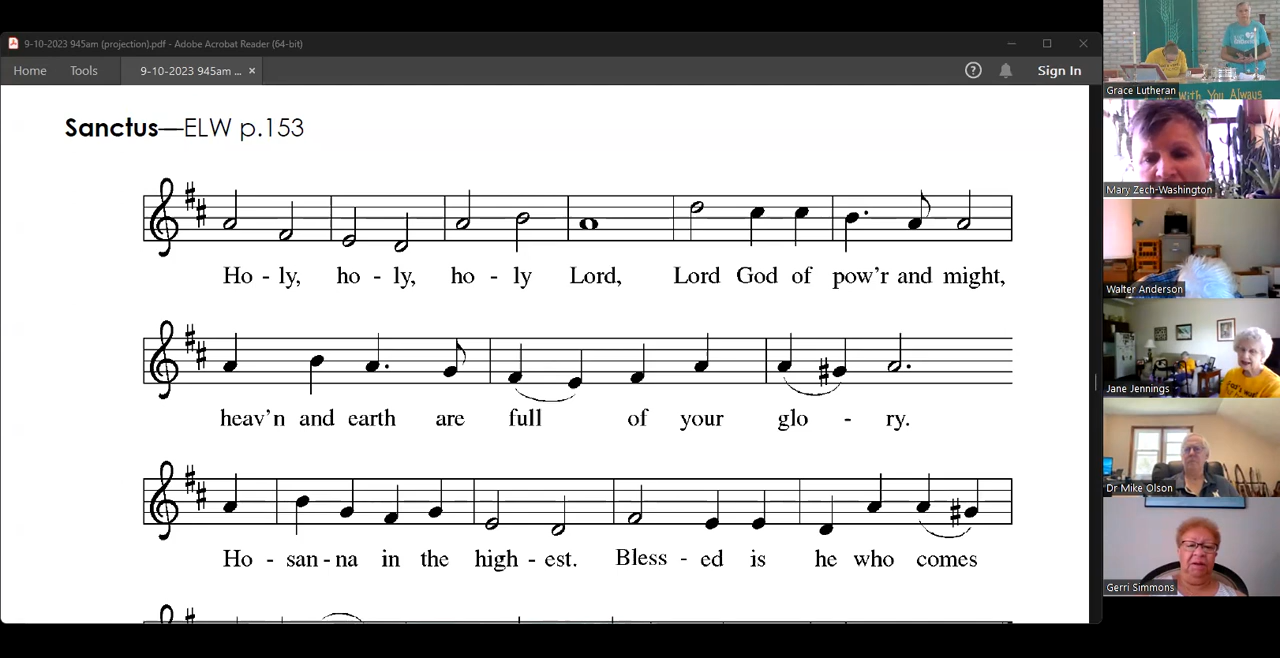 9-10-2023 945am (projection).pdf - Adobe Acrobat Reader (64-bit)
Home
Tools
9-10-2023 945am ...
Sign In
Sanctus—ELW p.153
Ho - ly, ho - ly, ho - ly Lord, Lord God of pow'r and might,
heav'n and earth are full of your glo - ry.
Ho - san - na in the high - est. Bless - ed is he who comes
With You Always
Grace Lutheran
Mary Zech-Washington
Walter Anderson
Jane Jennings
Dr Mike Olson
Gerri Simmons